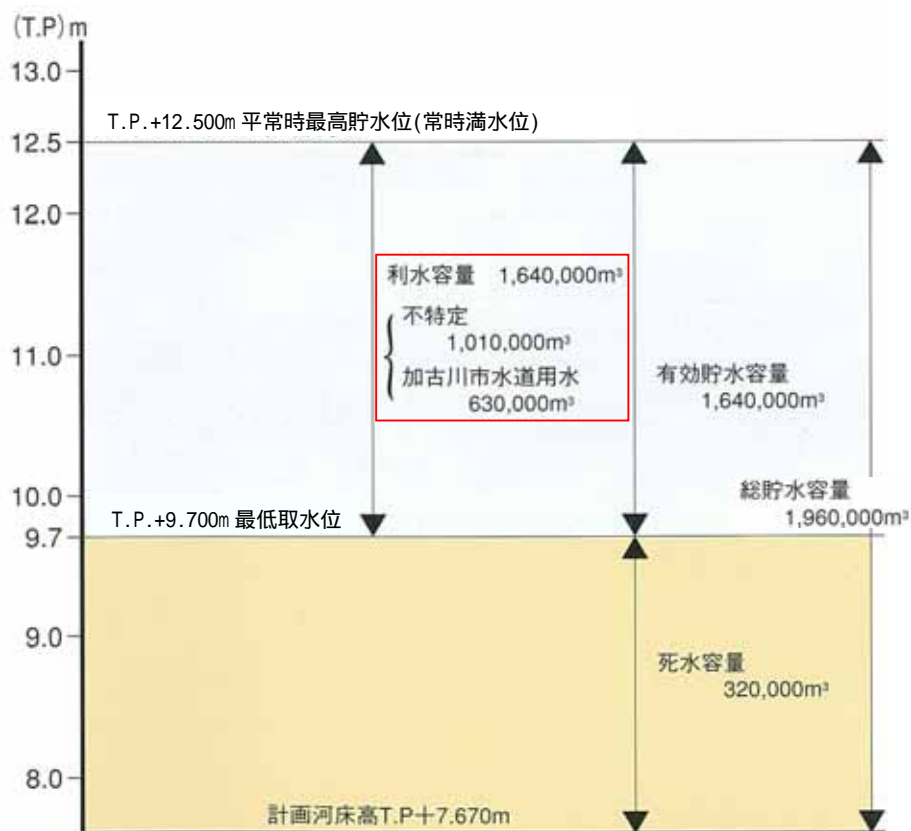 (T.P)m
13.0
T.P.+12.500m 平常時最高貯水位(常時満水位)
12.5
12.0
利水容量 1,640,000m³
不特定
1,010,000m³
加古川市水道用水
630,000m³
11.0
有効貯水容量
1,640,000m³
10.0
総貯水容量
1,960,000m³
T.P.+9.700m 最低取水位
9.7
9.0
死水容量
320,000m³
8.0
計画河床高T.P+7.670m